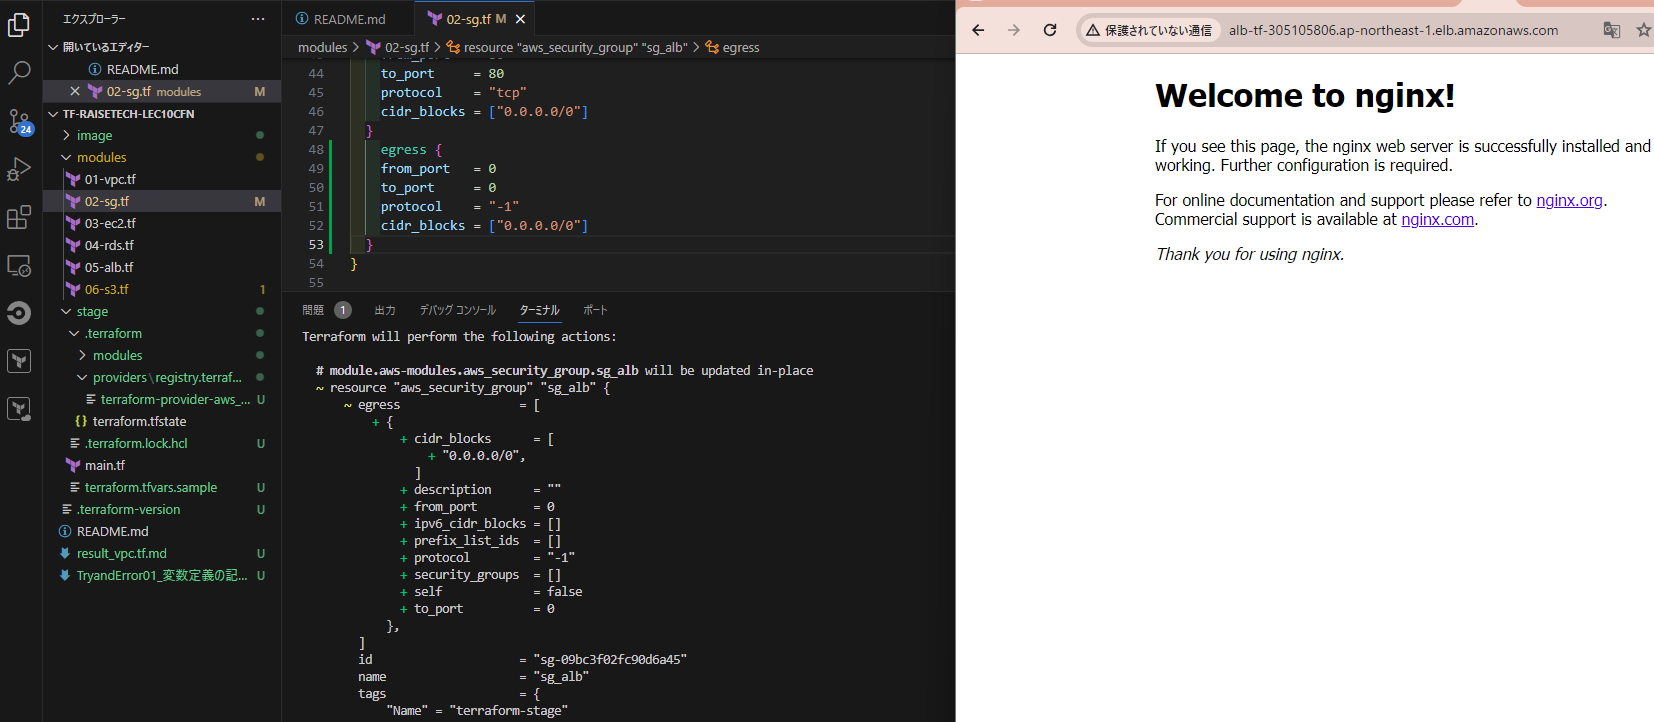 エクスプローラー
開いているエディター
README.md
02-sg.tf modules M
TF-RAISETECH-LEC10CFN
image
modules
01-vpc.tf
02-sg.tf M
03-ec2.tf
04-rds.tf
05-alb.tf
06-s3.tf 1
stage
.terraform
modules
providers\registry.terraf...
terraform-provider-aws_... U
{} terraform.tfstate
.terraform.lock.hcl U
main.tf
terraform.tfvars.sample U
.terraform-version U
README.md
result_vpc.tf.md U
TryandError01_変数定義の記... U
24
README.md
02-sg.tf M
modules > 02-sg.tf > resource "aws_security_group" "sg_alb" > egress
44 to_port = 80
45 protocol = "tcp"
46 cidr_blocks = ["0.0.0.0/0"]
47 }
48 egress {
49 from_port = 0
50 to_port = 0
51 protocol = "-1"
52 cidr_blocks = ["0.0.0.0/0"]
53 }
54 }
55
問題 1 出力 デバッグ コンソール ターミナル ポート
Terraform will perform the following actions:
# module.aws-modules.aws_security_group.sg_alb will be updated in-place
~ resource "aws_security_group" "sg_alb" {
~ egress = [
+ {
+ cidr_blocks = [
+ "0.0.0.0/0",
]
+ description = ""
+ from_port = 0
+ ipv6_cidr_blocks = []
+ prefix_list_ids = []
+ protocol = "-1"
+ security_groups = []
+ self = false
+ to_port = 0
},
]
id = "sg-09bc3f02fc90d6a45"
name = "sg_alb"
tags = {
"Name" = "terraform-stage"
保護されていない通信 alb-tf-305105806.ap-northeast-1.elb.amazonaws.com
Welcome to nginx!
If you see this page, the nginx web server is successfully installed and
working. Further configuration is required.
For online documentation and support please refer to nginx.org.
Commercial support is available at nginx.com.
Thank you for using nginx.